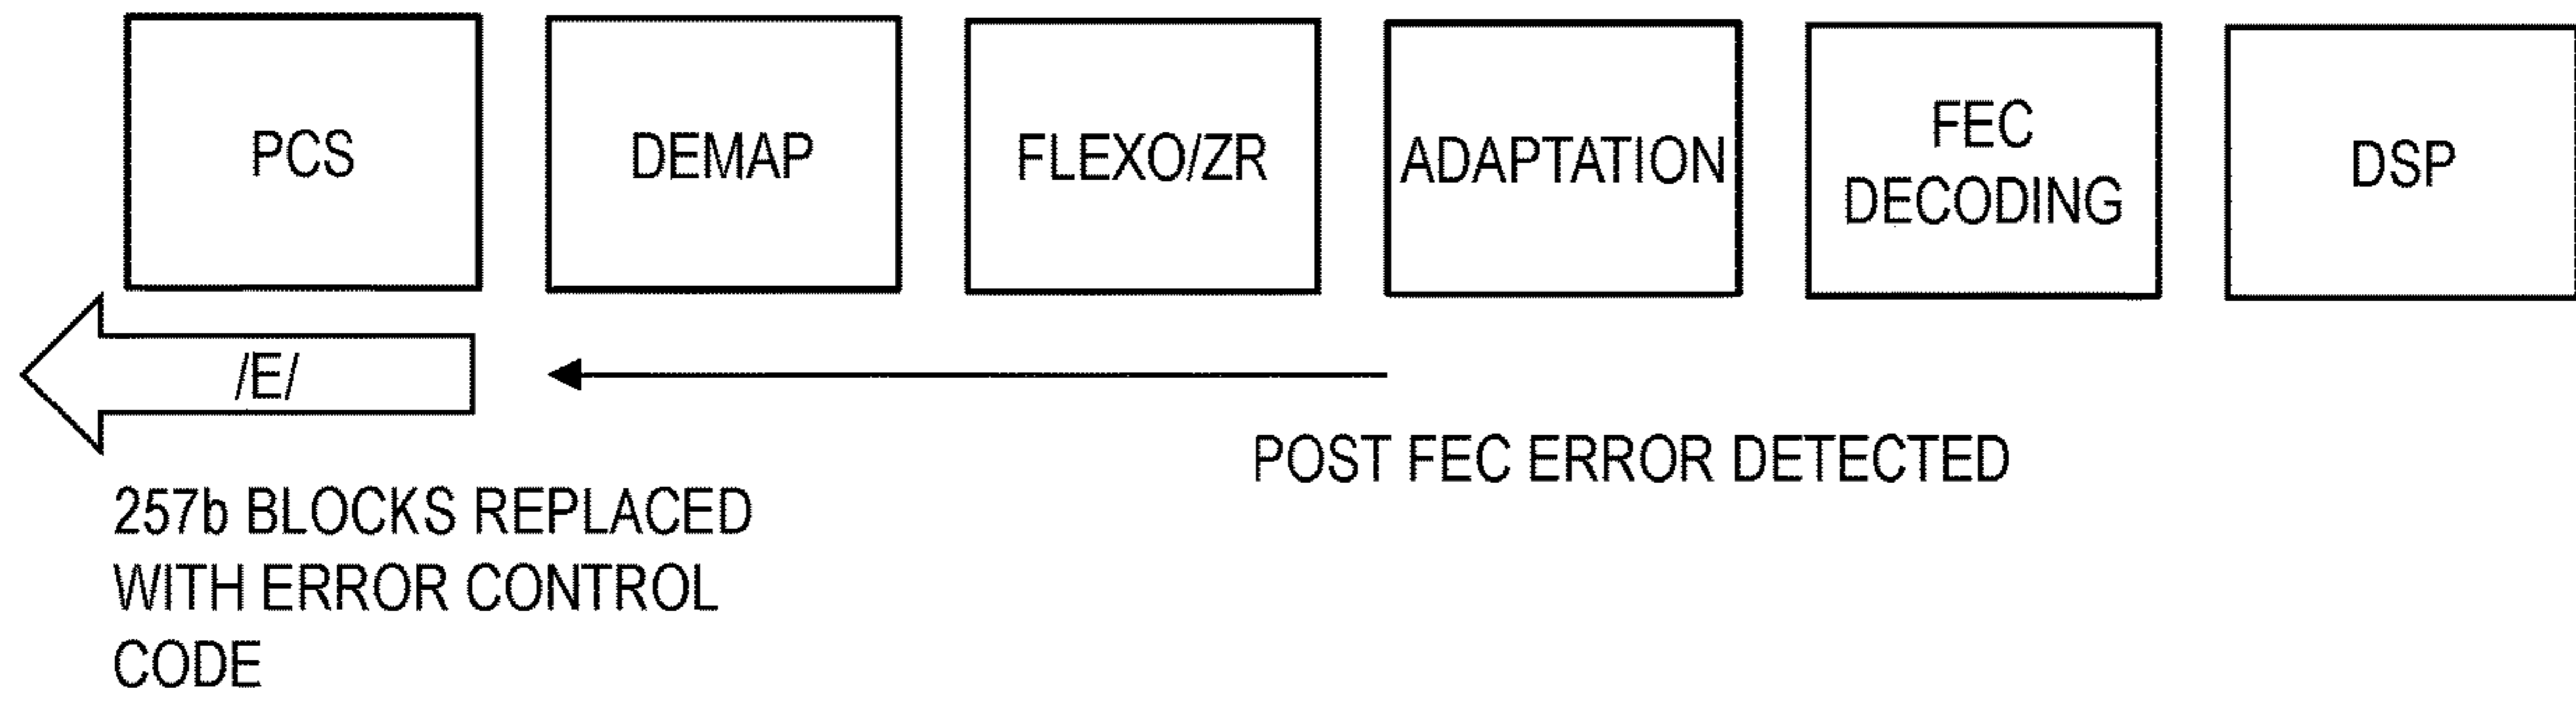 PCS
DEMAP
FLEXO/ZR
ADAPTATION
FEC
DECODING
DSP
/E/
POST FEC ERROR DETECTED
257b BLOCKS REPLACED
WITH ERROR CONTROL
CODE